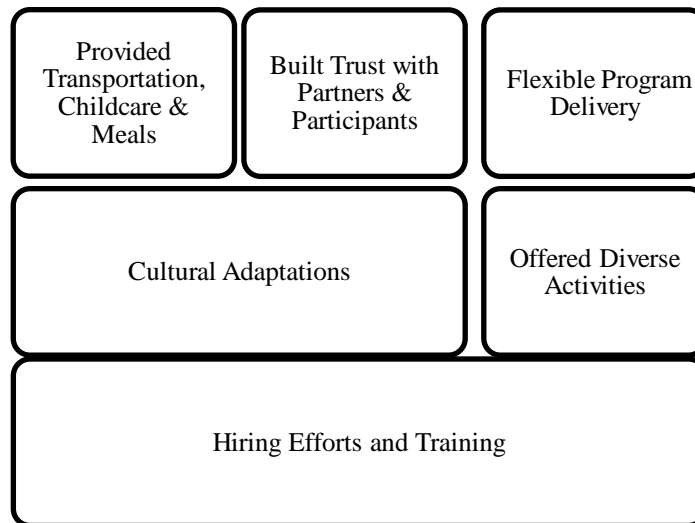 Provided
Transportation,
Childcare &
Meals
Built Trust with
Partners &
Participants
Flexible Program
Delivery
Cultural Adaptations
Offered Diverse
Activities
Hiring Efforts and Training